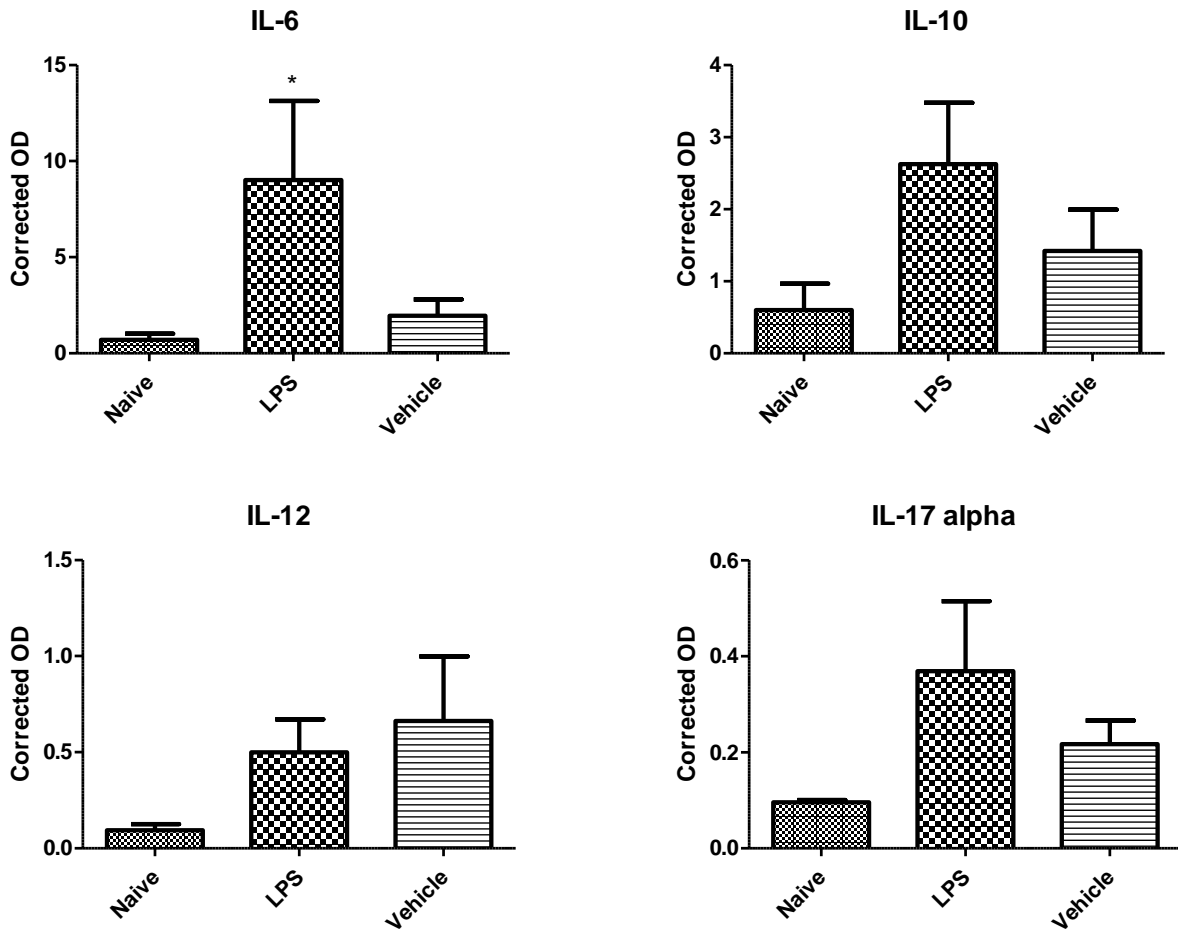 IL-6
15
10
5
0
Corrected OD
*
Naive
LPS
Vehicle
IL-10
4
3
2
1
0
Corrected OD
Naive
LPS
Vehicle
IL-12
1.5
1.0
0.5
0.0
Corrected OD
Naive
LPS
Vehicle
IL-17 alpha
0.6
0.4
0.2
0.0
Corrected OD
Naive
LPS
Vehicle